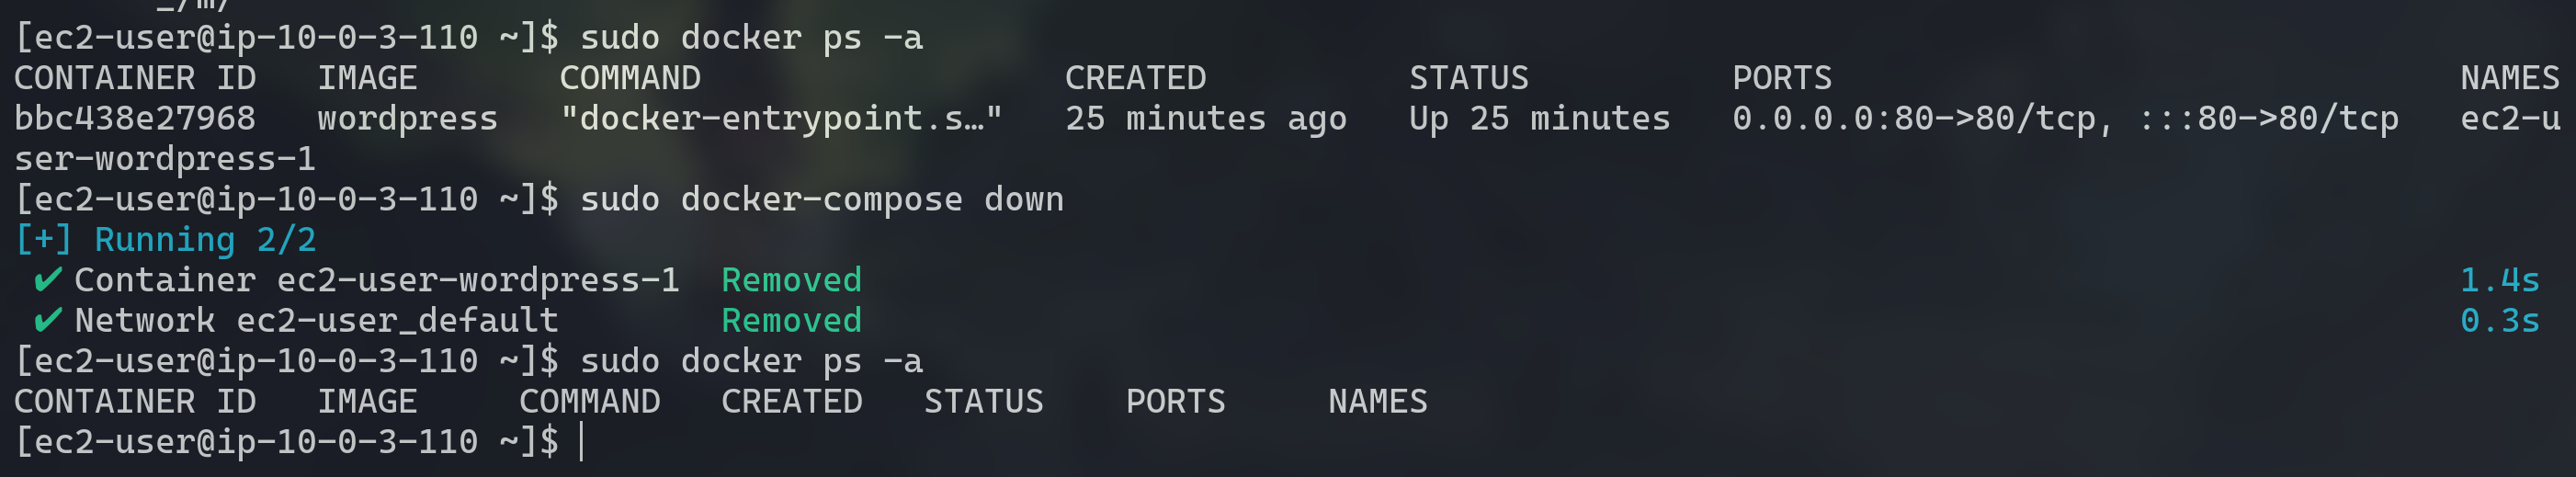 [ec2-user@ip-10-0-3-110 ~]$ sudo docker ps -a
CONTAINER ID   IMAGE       COMMAND                  CREATED          STATUS          PORTS                               NAMES
bbc438e27968   wordpress   "docker-entrypoint.s…"   25 minutes ago   Up 25 minutes   0.0.0.0:80->80/tcp, :::80->80/tcp   ec2-u
ser-wordpress-1
[ec2-user@ip-10-0-3-110 ~]$ sudo docker-compose down
[+] Running 2/2
 ✔ Container ec2-user-wordpress-1  Removed                                                                               1.4s
 ✔ Network ec2-user_default        Removed                                                                               0.3s
[ec2-user@ip-10-0-3-110 ~]$ sudo docker ps -a
CONTAINER ID   IMAGE     COMMAND   CREATED   STATUS    PORTS     NAMES
[ec2-user@ip-10-0-3-110 ~]$